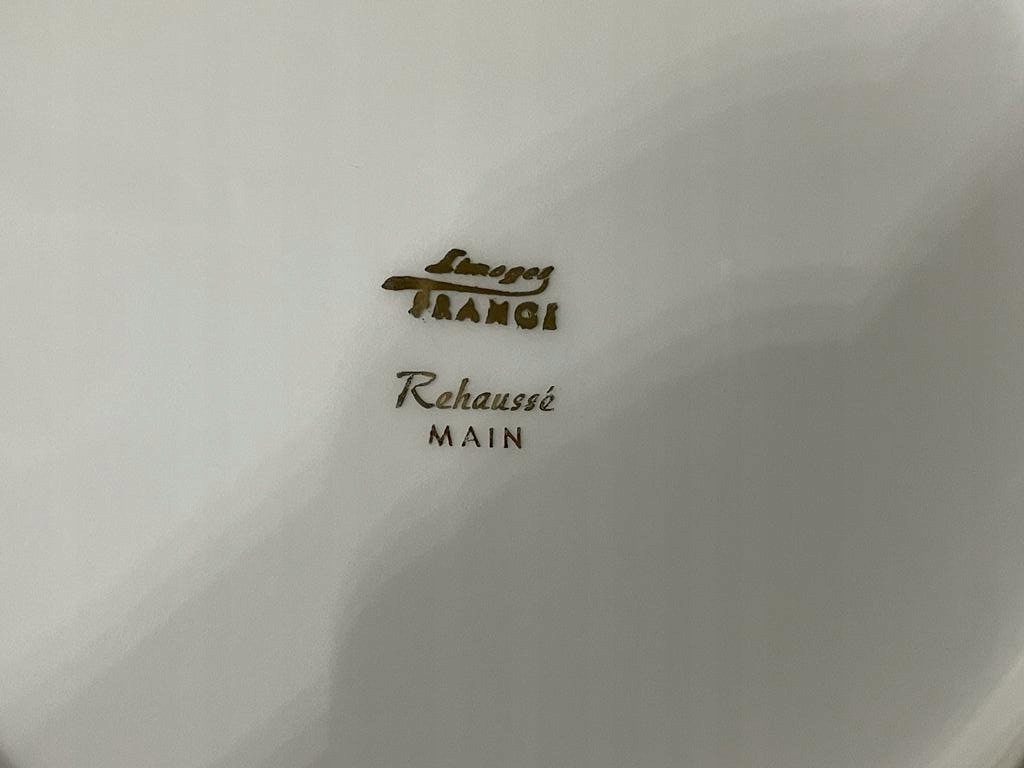 Limoges
FRANCE
Rehaussé
MAIN